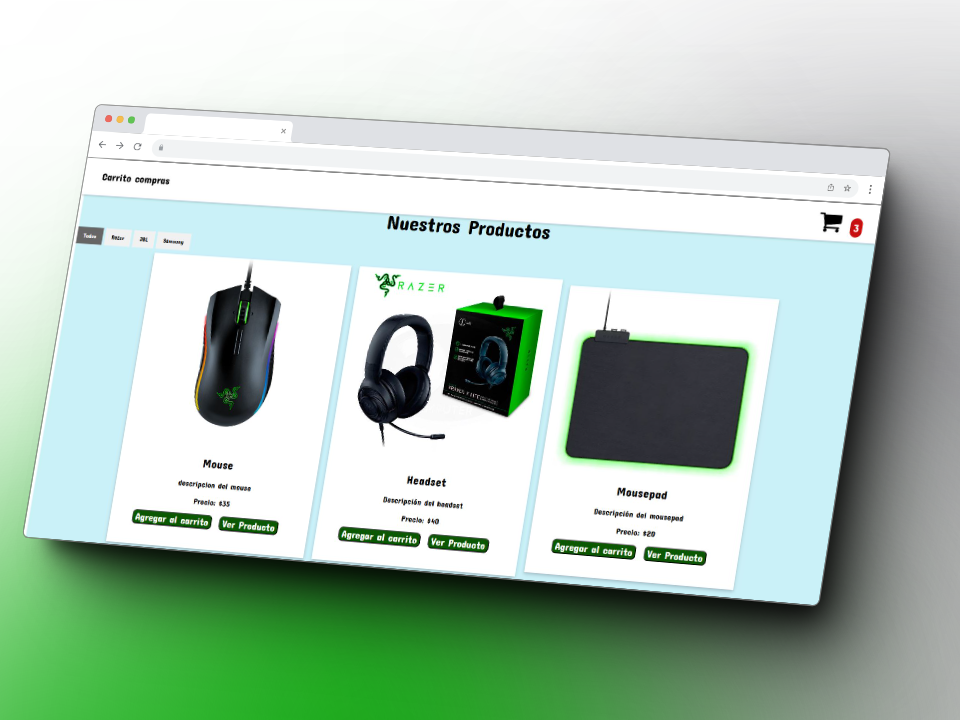 Carrito compras
3
Nuestros Productos
Todos Razer JBL Samsung
RAZER
Mouse
descripcion del mouse
Precio: $35
Agregar al carrito Ver Producto
Headset
Descripción del headset
Precio: $40
Agregar al carrito Ver Producto
Mousepad
Descripción del mousepad
Precio: $20
Agregar al carrito Ver Producto